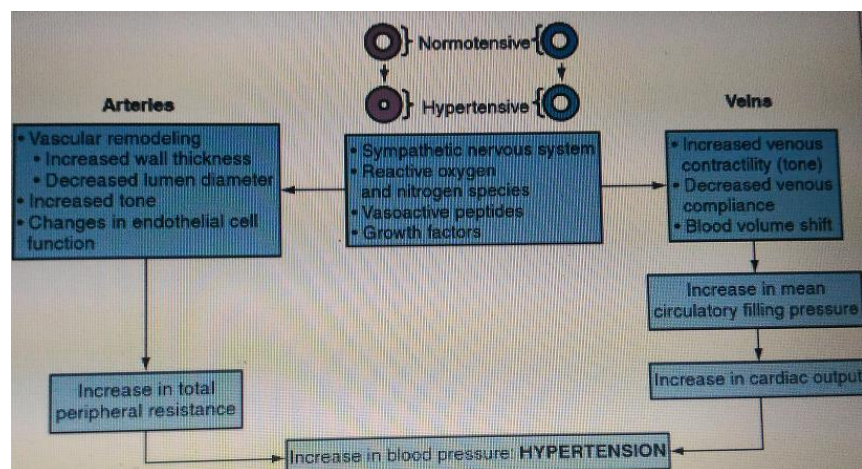 Normotensive
Hypertensive
Arteries
• Vascular remodeling
• Increased wall thickness
• Decreased lumen diameter
• Increased tone
• Changes in endothelial cell
function
• Sympathetic nervous system
• Reactive oxygen
and nitrogen species
• Vasoactive peptides
• Growth factors
Veins
• Increased venous
contractility (tone)
• Decreased venous
compliance
• Blood volume shift
Increase in mean
circulatory filling pressure
Increase in total
peripheral resistance
Increase in cardiac output
Increase in blood pressure: HYPERTENSION